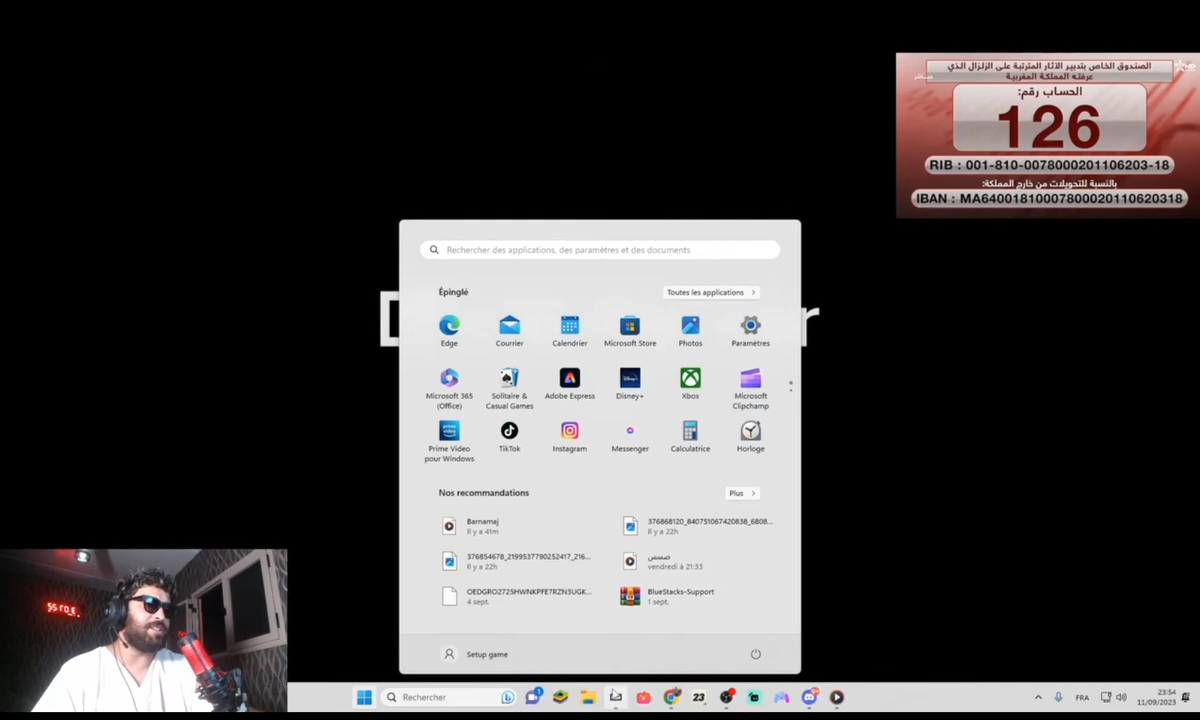 الصندوق الخاص بتدبير الآثار المترتبة على الزلزال الذي
عرفته المملكة المغربية
مباشر
الحساب رقم:
126
RIB : 001-810-0078000201106203-18
بالنسبة للتحويلات من خارج المملكة:
IBAN : MA64001810007800020110620318
Rechercher des applications, des paramètres et des documents
Épinglé
Toutes les applications
Edge
Courrier
Calendrier
Microsoft Store
Photos
Paramètres
Microsoft 365
(Office)
Solitaire &
Casual Games
Adobe Express
Disney+
Xbox
Microsoft
Clipchamp
Prime Video
pour Windows
TikTok
Instagram
Messenger
Calculatrice
Horloge
Nos recommandations
Plus
Barnamaj
Il y a 41m
376868120_840751067420838_6808...
Il y a 22h
376854678_2199537790252417_216...
Il y a 22h
vendredi à 21:33
OEDGRO2725HWNKPFE7RZN3UGK...
4 sept.
BlueStacks-Support
1 sept.
Setup game
Rechercher
23
FRA
23:54
11/09/2023